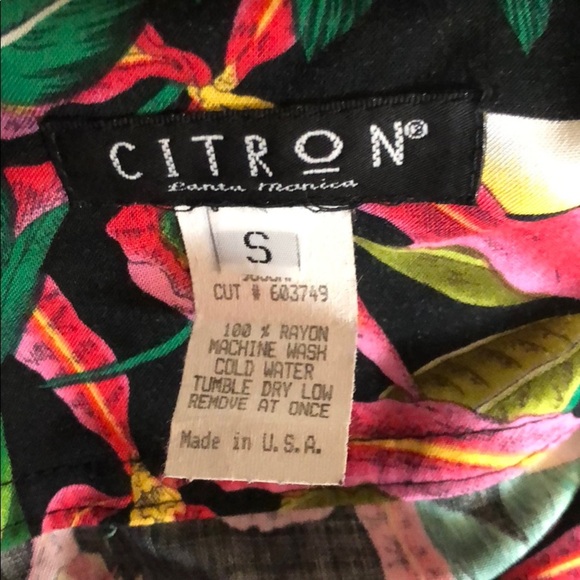 CITRON®
Santa Monica
S
CUT # 603749
100 % RAYON
MACHINE WASH
COLD WATER
TUMBLE DRY LOW
REMOVE AT ONCE
Made in U.S.A.